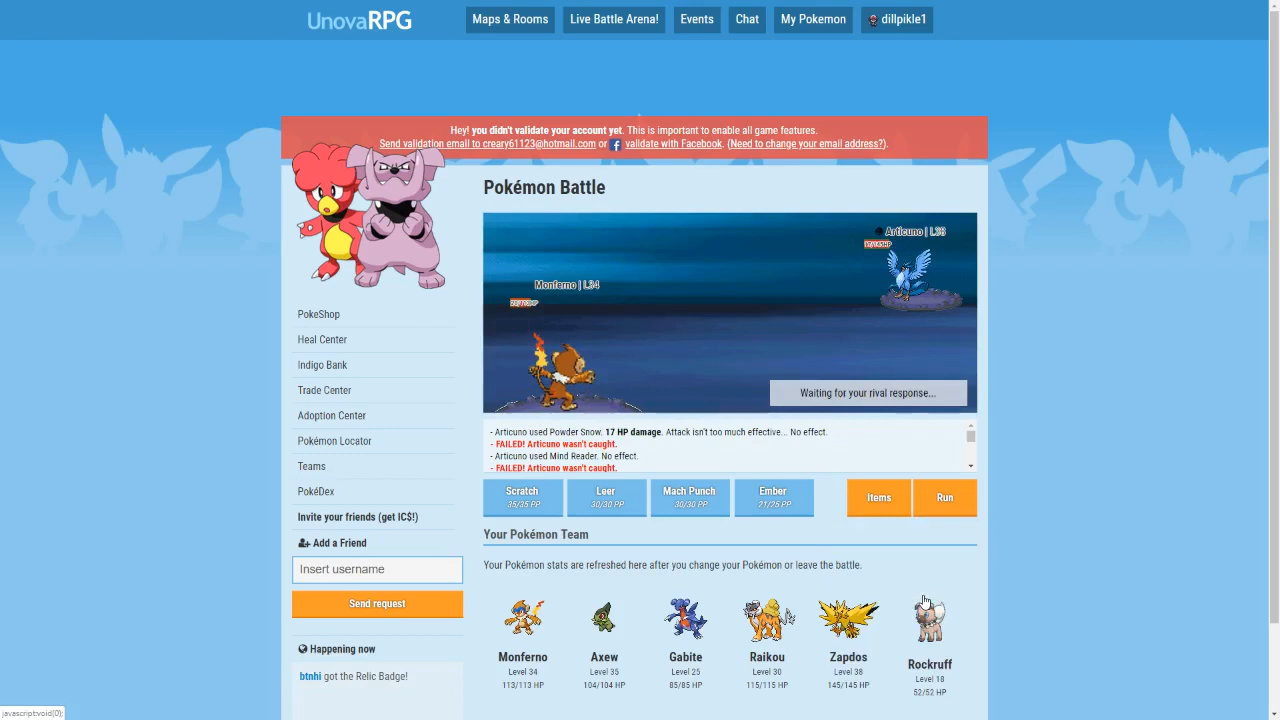 UnovaRPG
Maps & Rooms
Live Battle Arena!
Events
Chat
My Pokemon
dillpikle1
Hey! you didn't validate your account yet. This is important to enable all game features.
Send validation email to creary61123@hotmail.com or validate with Facebook. (Need to change your email address?).
Pokémon Battle
Articuno | L38
Monferno | L34
Waiting for your rival response...
- Articuno used Powder Snow. 17 HP damage. Attack isn't too much effective... No effect.
- FAILED! Articuno wasn't caught.
- Articuno used Mind Reader. No effect.
- FAILED! Articuno wasn't caught.
Scratch
35/35 PP
Leer
30/30 PP
Mach Punch
30/30 PP
Ember
21/25 PP
Items
Run
Your Pokémon Team
Your Pokémon stats are refreshed here after you change your Pokémon or leave the battle.
Monferno
Level 34
113/113 HP
Axew
Level 35
104/104 HP
Gabite
Level 25
85/85 HP
Raikou
Level 30
115/115 HP
Zapdos
Level 38
145/145 HP
Rockruff
Level 18
52/52 HP
PokeShop
Heal Center
Indigo Bank
Trade Center
Adoption Center
Pokémon Locator
Teams
PokéDex
Invite your friends (get IC$!)
Add a Friend
Insert username
Send request
Happening now
btnhi got the Relic Badge!
javascript:void(0);